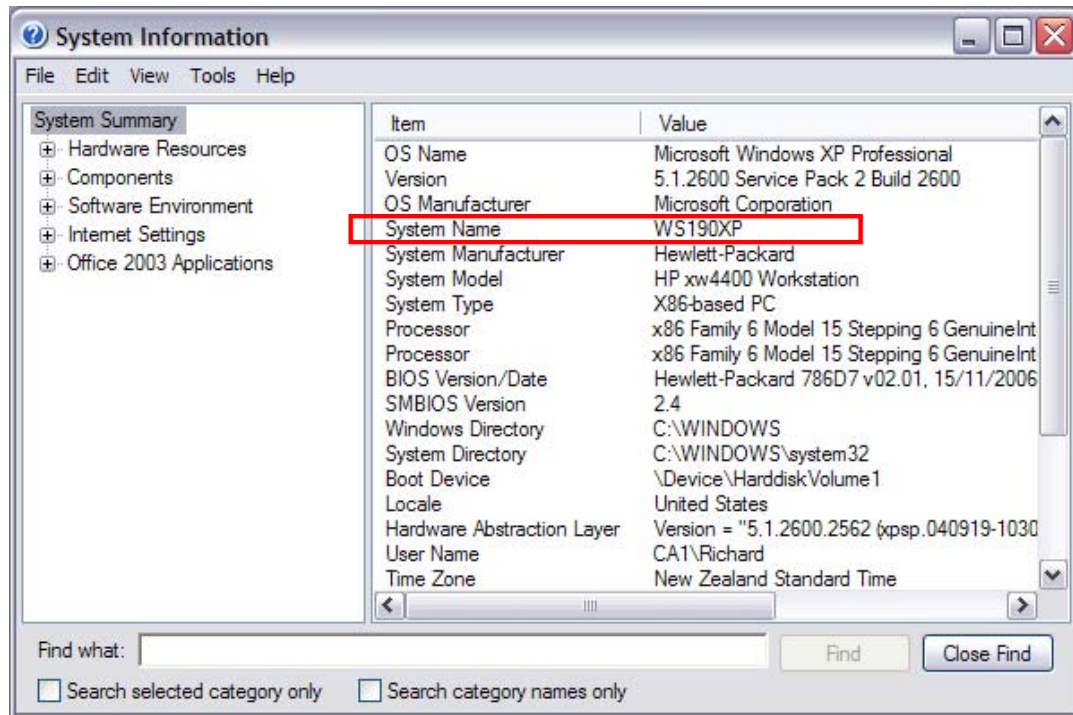 System Information
File Edit View Tools Help
System Summary
Hardware Resources
Components
Software Environment
Internet Settings
Office 2003 Applications
Item Value
OS Name Microsoft Windows XP Professional
Version 5.1.2600 Service Pack 2 Build 2600
OS Manufacturer Microsoft Corporation
System Name WS190XP
System Manufacturer Hewlett-Packard
System Model HP xw4400 Workstation
System Type X86-based PC
Processor x86 Family 6 Model 15 Stepping 6 GenuineInt
Processor x86 Family 6 Model 15 Stepping 6 GenuineInt
BIOS Version/Date Hewlett-Packard 786D7 v02.01, 15/11/2006
SMBIOS Version 2.4
Windows Directory C:\WINDOWS
System Directory C:\WINDOWS\system32
Boot Device \Device\HarddiskVolume1
Locale United States
Hardware Abstraction Layer Version = "5.1.2600.2562 (xpsp.040919-1030
User Name CA1\Richard
Time Zone New Zealand Standard Time
Find what: Find Close Find
Search selected category only Search category names only